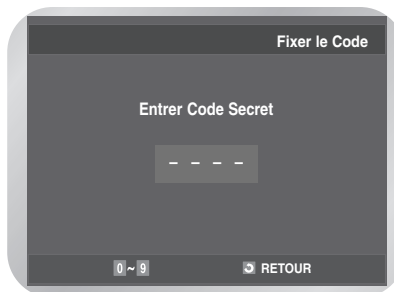 Fixer le Code
Entrer Code Secret
– – – –
0 ~ 9 RETOUR